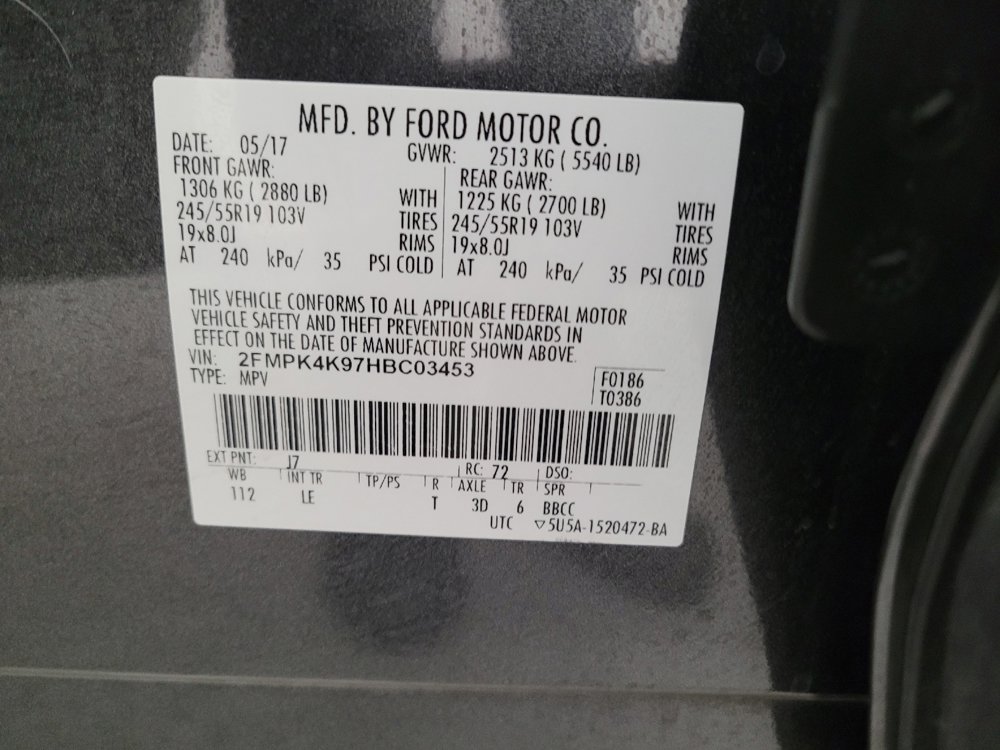 MFD. BY FORD MOTOR CO.
DATE: 05/17 GVWR: 2513 KG ( 5540 LB)
FRONT GAWR: REAR GAWR:
1306 KG ( 2880 LB) WITH 1225 KG ( 2700 LB) WITH
245/55R19 103V TIRES 245/55R19 103V TIRES
19x8.0J RIMS 19x8.0J RIMS
AT 240 kPa/ 35 PSI COLD AT 240 kPa/ 35 PSI COLD
THIS VEHICLE CONFORMS TO ALL APPLICABLE FEDERAL MOTOR
VEHICLE SAFETY AND THEFT PREVENTION STANDARDS IN
EFFECT ON THE DATE OF MANUFACTURE SHOWN ABOVE.
VIN: 2FMPK4K97HBC03453
TYPE: MPV F0186
T0386
EXT PNT: J7 RC: 72 DSO:
WB INT TR TP/PS R AXLE TR SPR
112 LE T 3D 6 BBCC
UTC ▽5U5A-1520472-BA